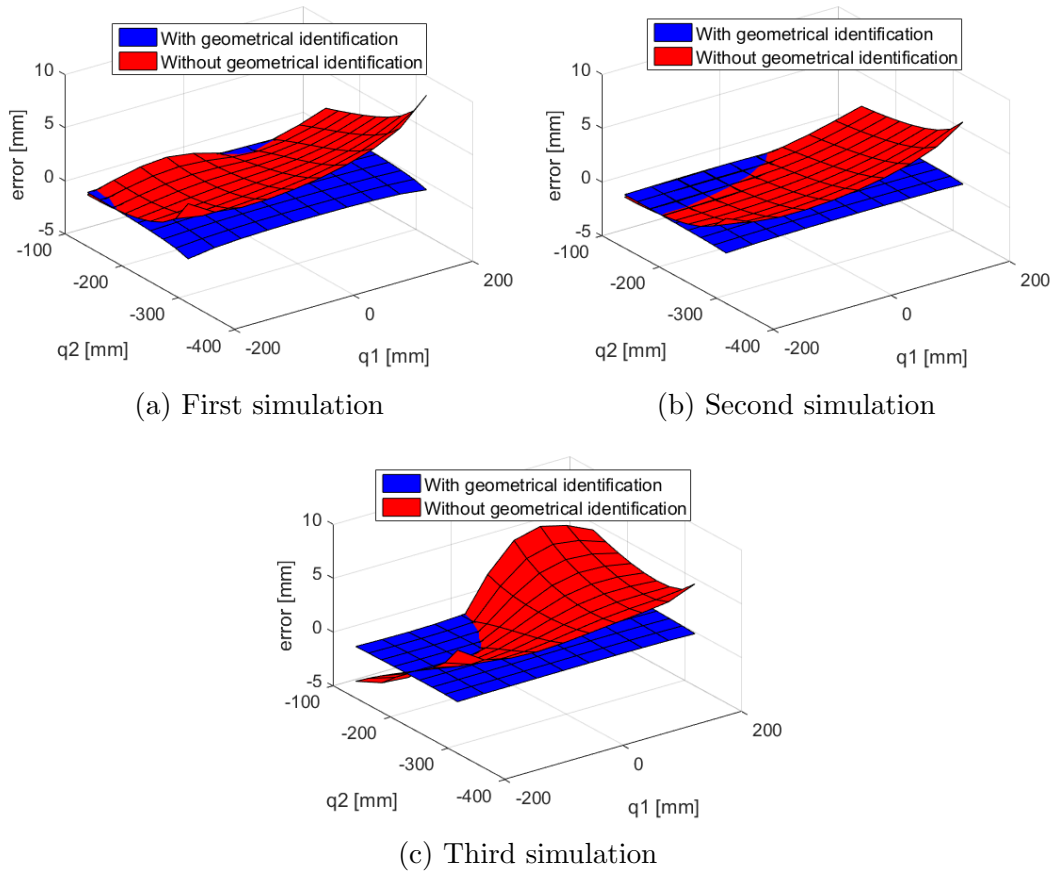 With geometrical identification
Without geometrical identification
10
5
0
-5
error [mm]
-100
-200
-300
-400
q2 [mm]
-200
0
200
q1 [mm]
(a) First simulation
With geometrical identification
Without geometrical identification
10
5
0
-5
error [mm]
-100
-200
-300
-400
q2 [mm]
-200
0
200
q1 [mm]
(b) Second simulation
With geometrical identification
Without geometrical identification
10
5
0
-5
error [mm]
-100
-200
-300
-400
q2 [mm]
-200
0
200
q1 [mm]
(c) Third simulation